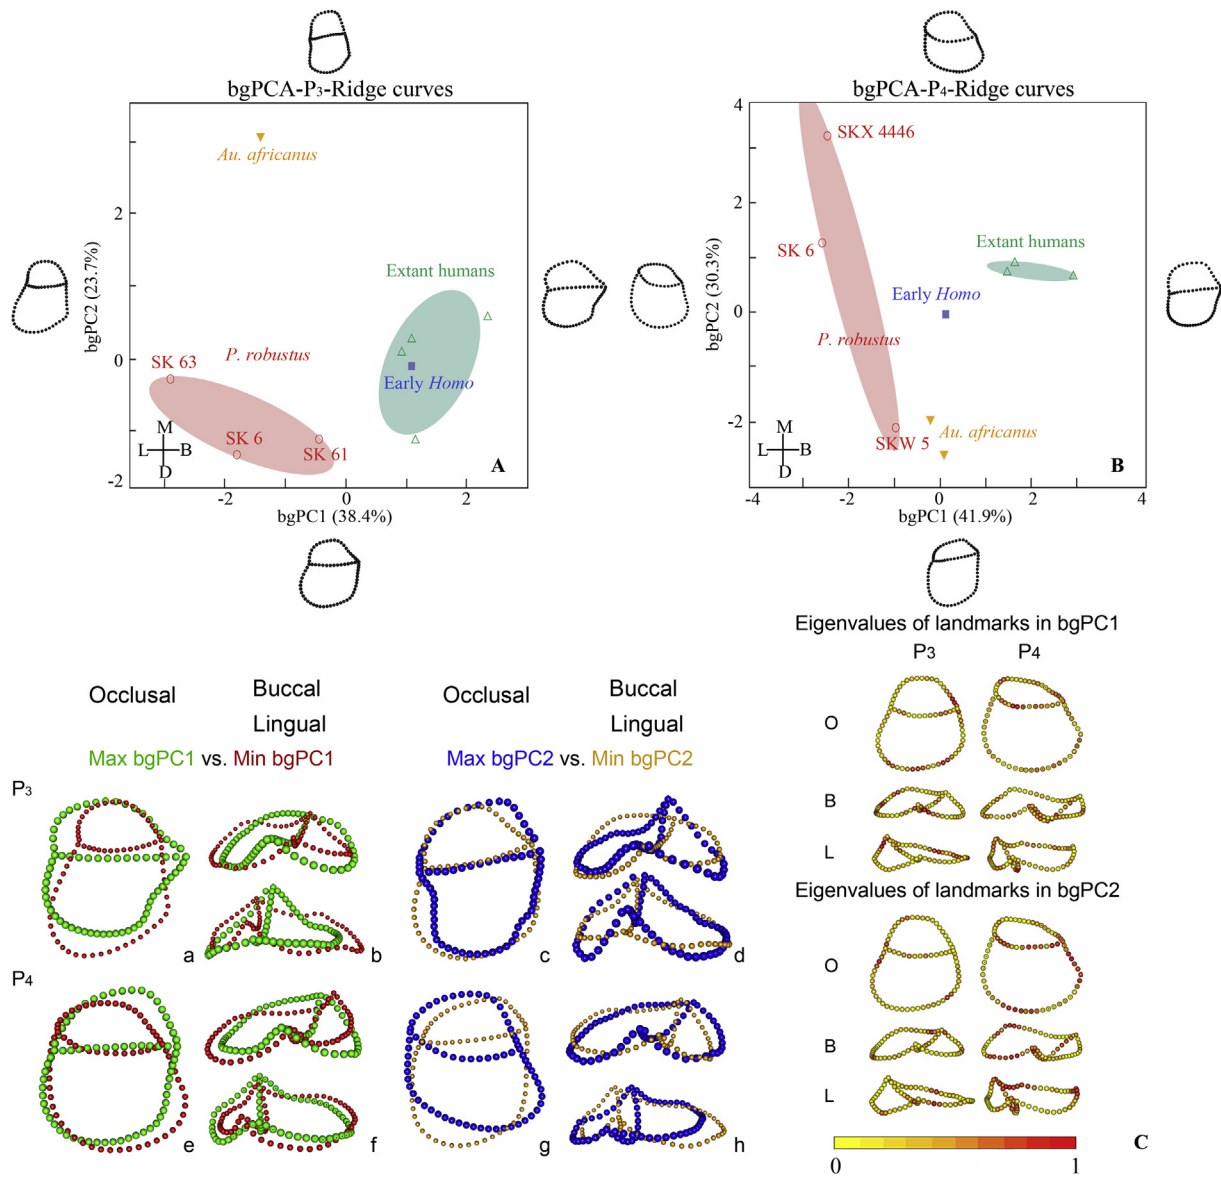 bgPCA-P3-Ridge curves
Au. africanus
Extant humans
P. robustus
SK 63
Early Homo
SK 6
SK 61
M
L B
D
A
2
0
-2
-2 0 2
bgPC2 (23.7%)
bgPC1 (38.4%)
bgPCA-P4-Ridge curves
SKX 4446
SK 6
Extant humans
Early Homo
P. robustus
Au. africanus
SKW 5
M
L B
D
B
4
2
0
-2
-4 -2 0 2 4
bgPC2 (30.3%)
bgPC1 (41.9%)
Occlusal
Buccal
Lingual
Occlusal
Buccal
Lingual
Max bgPC1 vs. Min bgPC1
Max bgPC2 vs. Min bgPC2
P3
a b c d
P4
e f g h
Eigenvalues of landmarks in bgPC1
P3 P4
O
B
L
Eigenvalues of landmarks in bgPC2
O
B
L
C
0 1